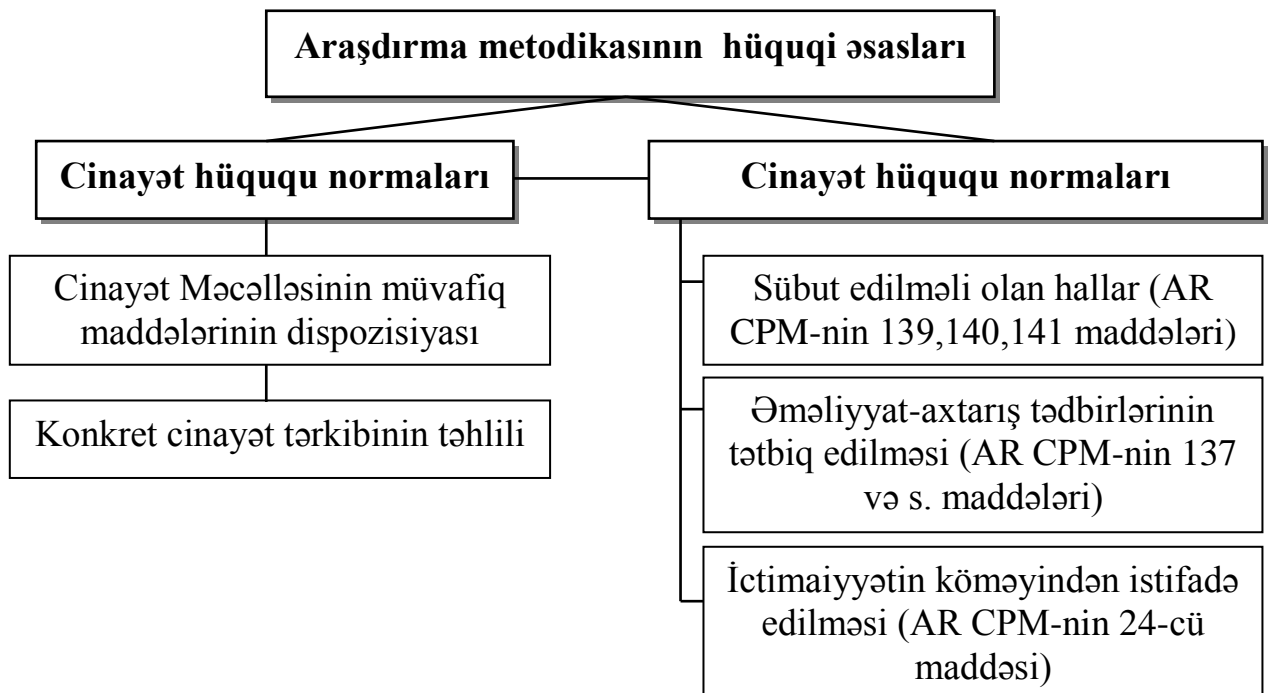 Araşdırma metodikasının hüquqi əsasları
Cinayət hüququ normaları
Cinayət Məcəlləsinin müvafiq
maddələrinin dispozisiyası
Konkret cinayət tərkibinin təhlili
Cinayət hüququ normaları
Sübut edilməli olan hallar (AR
CPM-nin 139,140,141 maddələri)
Əməliyyat-axtarış tədbirlərinin
tətbiq edilməsi (AR CPM-nin 137
və s. maddələri)
İctimaiyyətin köməyindən istifadə
edilməsi (AR CPM-nin 24-cü
maddəsi)